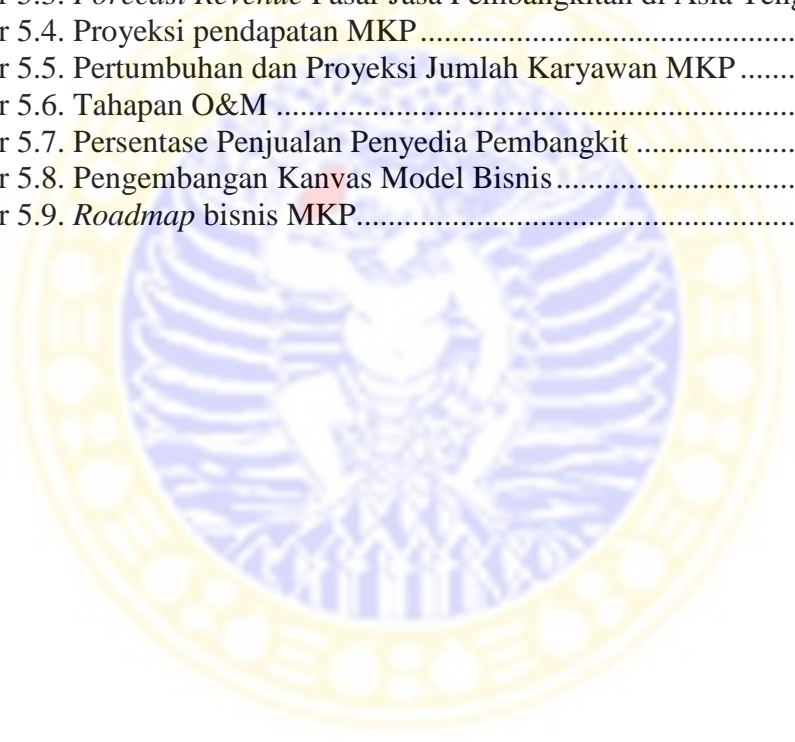 r 5.3. Forecast Revenue Pasar Jasa Pembangkitan di Asia Teng
r 5.4. Proyeksi pendapatan MKP.............................................
r 5.5. Pertumbuhan dan Proyeksi Jumlah Karyawan MKP.......
r 5.6. Tahapan O&M ...............................................................
r 5.7. Persentase Penjualan Penyedia Pembangkit ...................
r 5.8. Pengembangan Kanvas Model Bisnis.............................
r 5.9. Roadmap bisnis MKP.....................................................